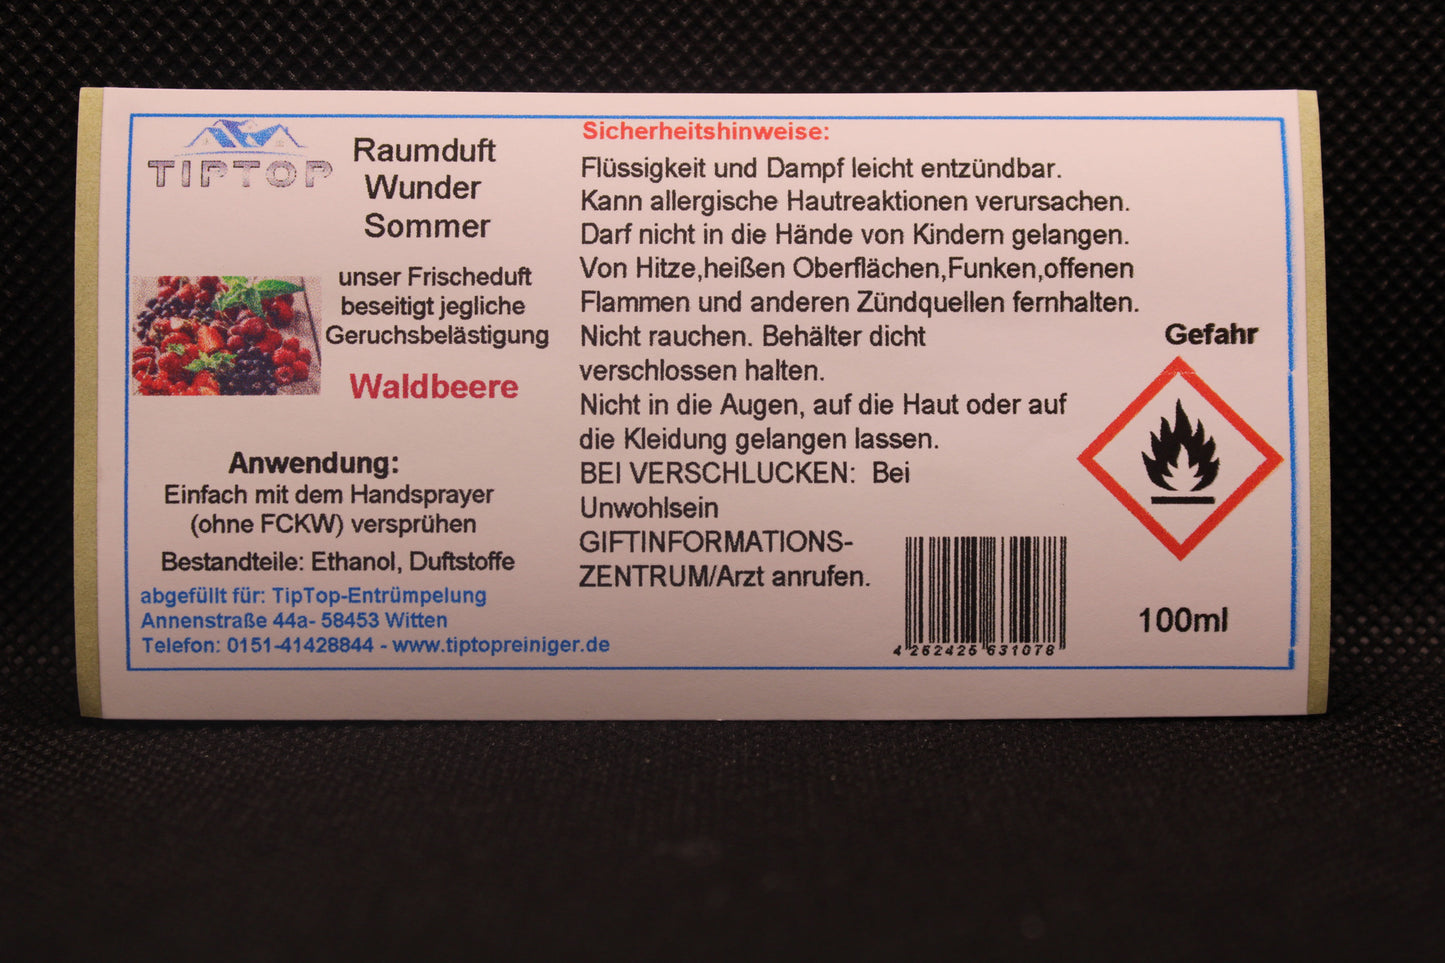 TIPTOP
Raumduft
Wunder
Sommer
unser Frischeduft
beseitigt jegliche
Geruchsbelästigung
Waldbeere
Anwendung:
Einfach mit dem Handsprayer
(ohne FCKW) versprühen
Bestandteile: Ethanol, Duftstoffe
abgefüllt für: TipTop-Entrümpelung
Annenstraße 44a- 58453 Witten
Telefon: 0151-41428844 - www.tiptopreiniger.de
Sicherheitshinweise:
Flüssigkeit und Dampf leicht entzündbar.
Kann allergische Hautreaktionen verursachen.
Darf nicht in die Hände von Kindern gelangen.
Von Hitze,heißen Oberflächen,Funken,offenen
Flammen und anderen Zündquellen fernhalten.
Nicht rauchen. Behälter dicht
verschlossen halten.
Nicht in die Augen, auf die Haut oder auf
die Kleidung gelangen lassen.
BEI VERSCHLUCKEN: Bei
Unwohlsein
GIFTINFORMATIONS-
ZENTRUM/Arzt anrufen.
4 262425 631078
Gefahr
100ml